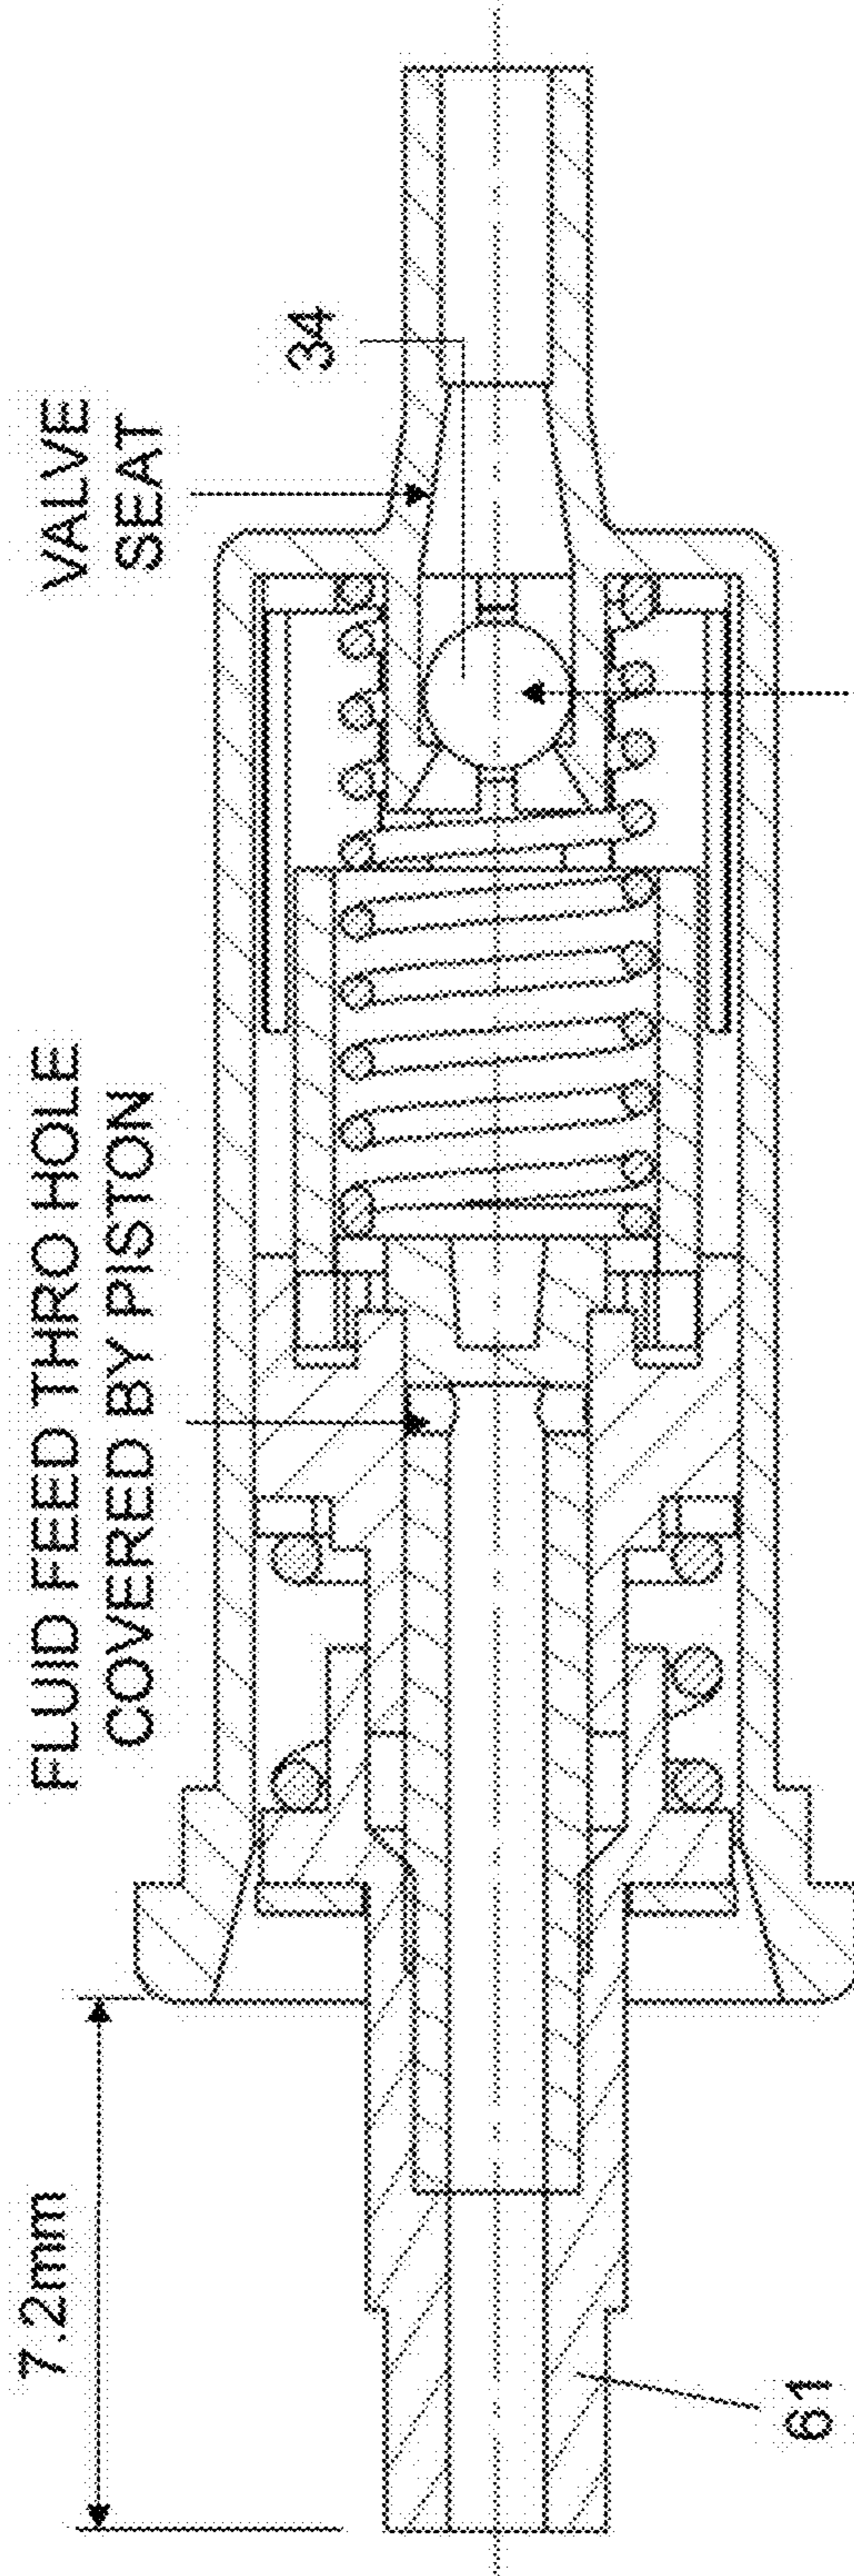 VALVE
SEAT
34
FLUID FEED THRO HOLE
COVERED BY PISTON
7.2mm
61